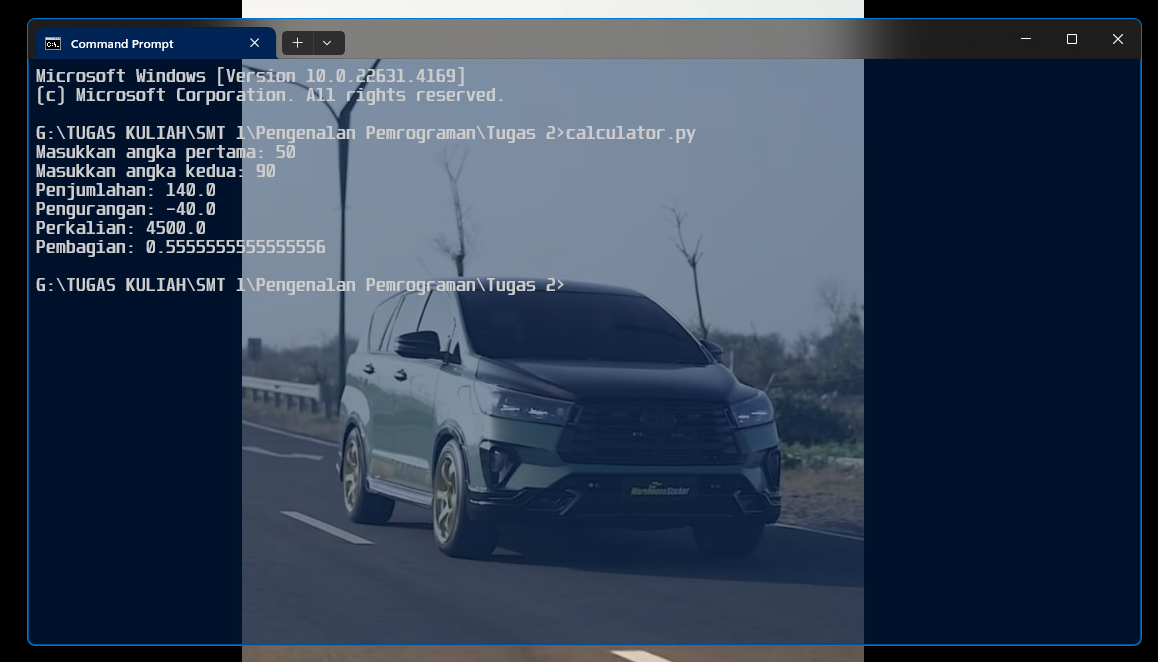 Command Prompt
Microsoft Windows [Version 10.0.22631.4169]
(c) Microsoft Corporation. All rights reserved.
G:\TUGAS KULIAH\SMT 1\Pengenalan Pemrograman\Tugas 2>calculator.py
Masukkan angka pertama: 50
Masukkan angka kedua: 90
Penjumlahan: 140.0
Pengurangan: -40.0
Perkalian: 4500.0
Pembagian: 0.5555555555555556
G:\TUGAS KULIAH\SMT 1\Pengenalan Pemrograman\Tugas 2>
WarehouseSticker